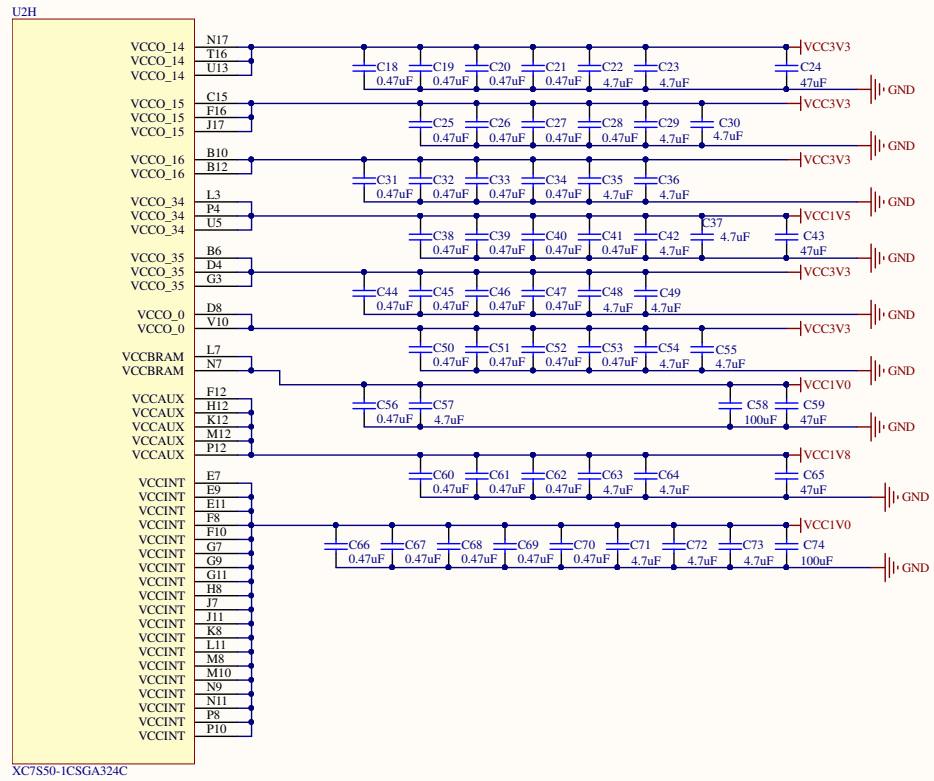 U2H
VCCO_14 N17 VCC3V3
VCCO_14 T16
VCCO_14 U13
C18 C19 C20 C21 C22 C23 C24
0.47uF 0.47uF 0.47uF 0.47uF 4.7uF 4.7uF 47uF
GND
VCCO_15 C15 VCC3V3
VCCO_15 F16
VCCO_15 J17
C25 C26 C27 C28 C29 C30
0.47uF 0.47uF 0.47uF 0.47uF 4.7uF 4.7uF
GND
VCCO_16 B10 VCC3V3
VCCO_16 B12
C31 C32 C33 C34 C35 C36
0.47uF 0.47uF 0.47uF 0.47uF 4.7uF 4.7uF
GND
VCCO_34 L3
VCCO_34 P4 VCC1V5
VCCO_34 U5
C38 C39 C40 C41 C42 C37 C43
0.47uF 0.47uF 0.47uF 0.47uF 4.7uF 4.7uF 47uF
GND
VCCO_35 B6
VCCO_35 D4 VCC3V3
VCCO_35 G3
C44 C45 C46 C47 C48 C49
0.47uF 0.47uF 0.47uF 0.47uF 4.7uF 4.7uF
GND
VCCO_0 D8
VCCO_0 V10 VCC3V3
C50 C51 C52 C53 C54 C55
0.47uF 0.47uF 0.47uF 0.47uF 4.7uF 4.7uF
GND
VCCBRAM L7
VCCBRAM N7 VCC1V0
C56 C57 C58 C59
0.47uF 4.7uF 100uF 47uF
GND
VCCAUX F12
VCCAUX H12
VCCAUX K12
VCCAUX M12
VCCAUX P12 VCC1V8
C60 C61 C62 C63 C64 C65
0.47uF 0.47uF 0.47uF 4.7uF 4.7uF 47uF
GND
VCCINT E7
VCCINT E9
VCCINT E11
VCCINT F8 VCC1V0
VCCINT F10
C66 C67 C68 C69 C70 C71 C72 C73 C74
0.47uF 0.47uF 0.47uF 0.47uF 0.47uF 4.7uF 4.7uF 4.7uF 100uF
GND
VCCINT G7
VCCINT G9
VCCINT G11
VCCINT H8
VCCINT J7
VCCINT J11
VCCINT K8
VCCINT L11
VCCINT M8
VCCINT M10
VCCINT N9
VCCINT N11
VCCINT P8
VCCINT P10
XC7S50-1CSGA324C